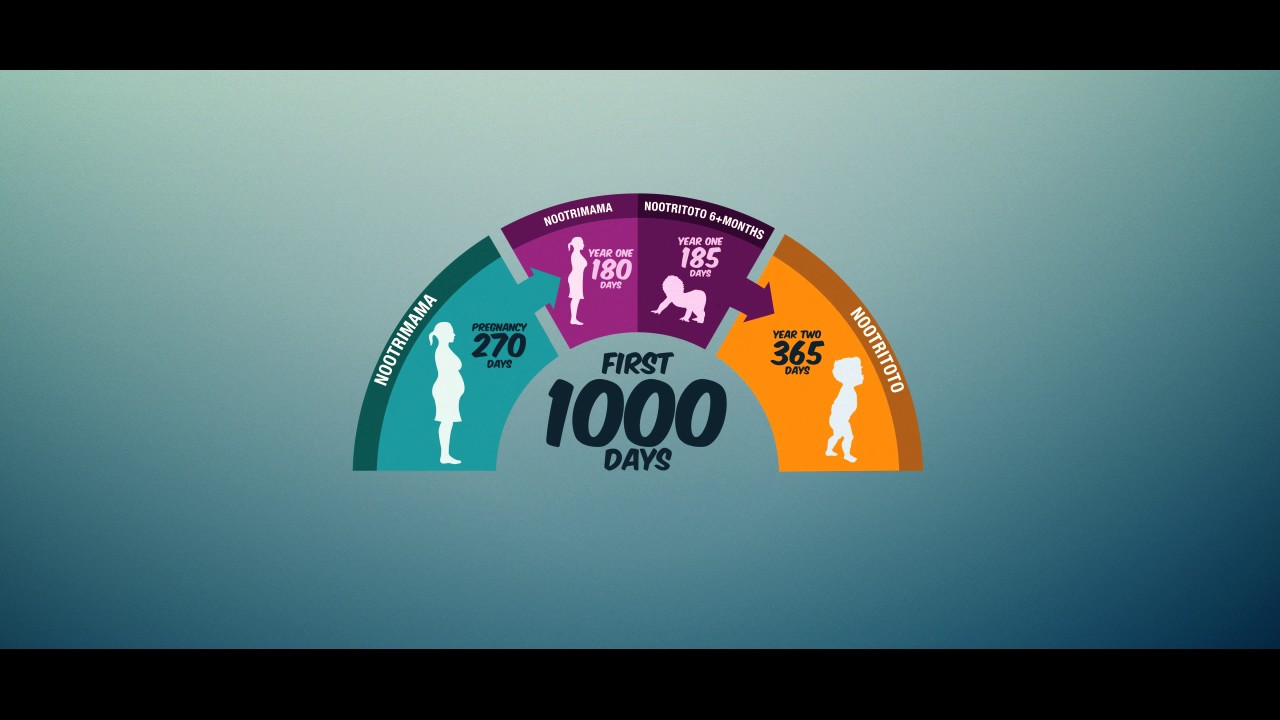 NOOTRIMAMA
PREGNANCY
270
DAYS
NOOTRIMAMA
YEAR ONE
180
DAYS
NOOTRITOTO 6+MONTHS
YEAR ONE
185
DAYS
NOOTRITOTO
YEAR TWO
365
DAYS
FIRST
1000
DAYS